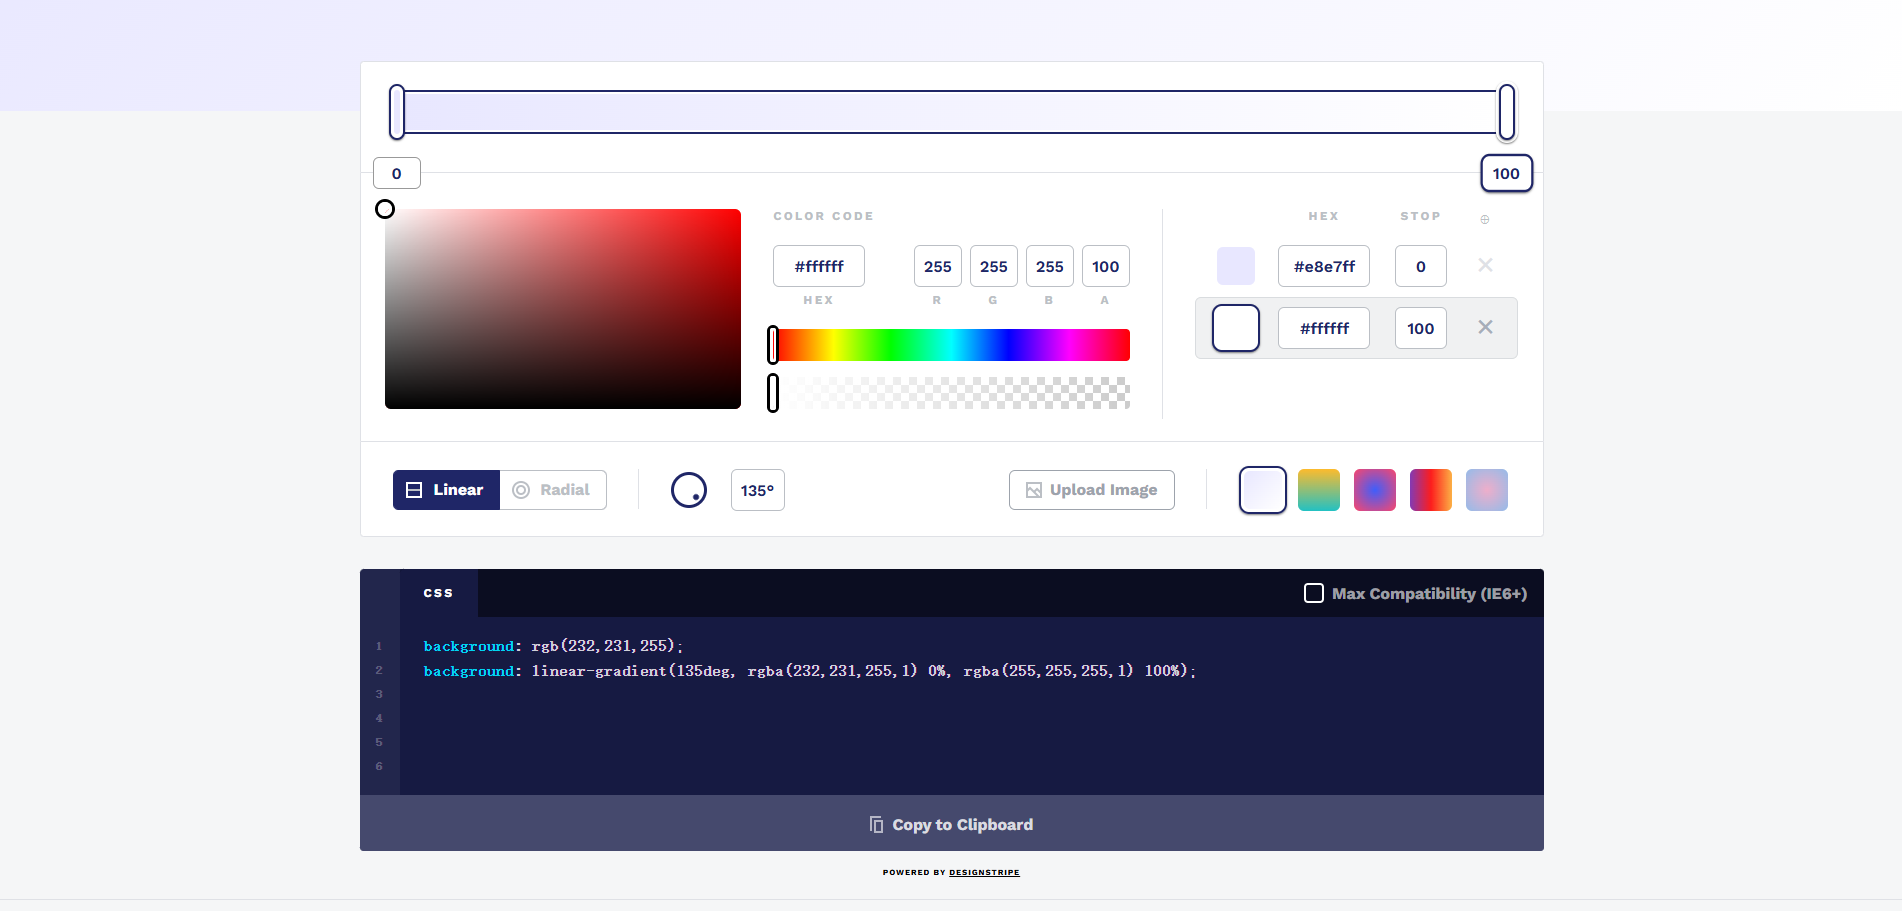 0
100
COLOR CODE
HEX STOP
#ffffff 255 255 255 100
#e8e7ff 0
HEX R G B A
#ffffff 100
Linear Radial 135° Upload Image
CSS Max Compatibility (IE6+)
1 background: rgb(232,231,255);
2 background: linear-gradient(135deg, rgba(232,231,255,1) 0%, rgba(255,255,255,1) 100%);
3
4
5
6
Copy to Clipboard
POWERED BY DESIGNSTRIPE